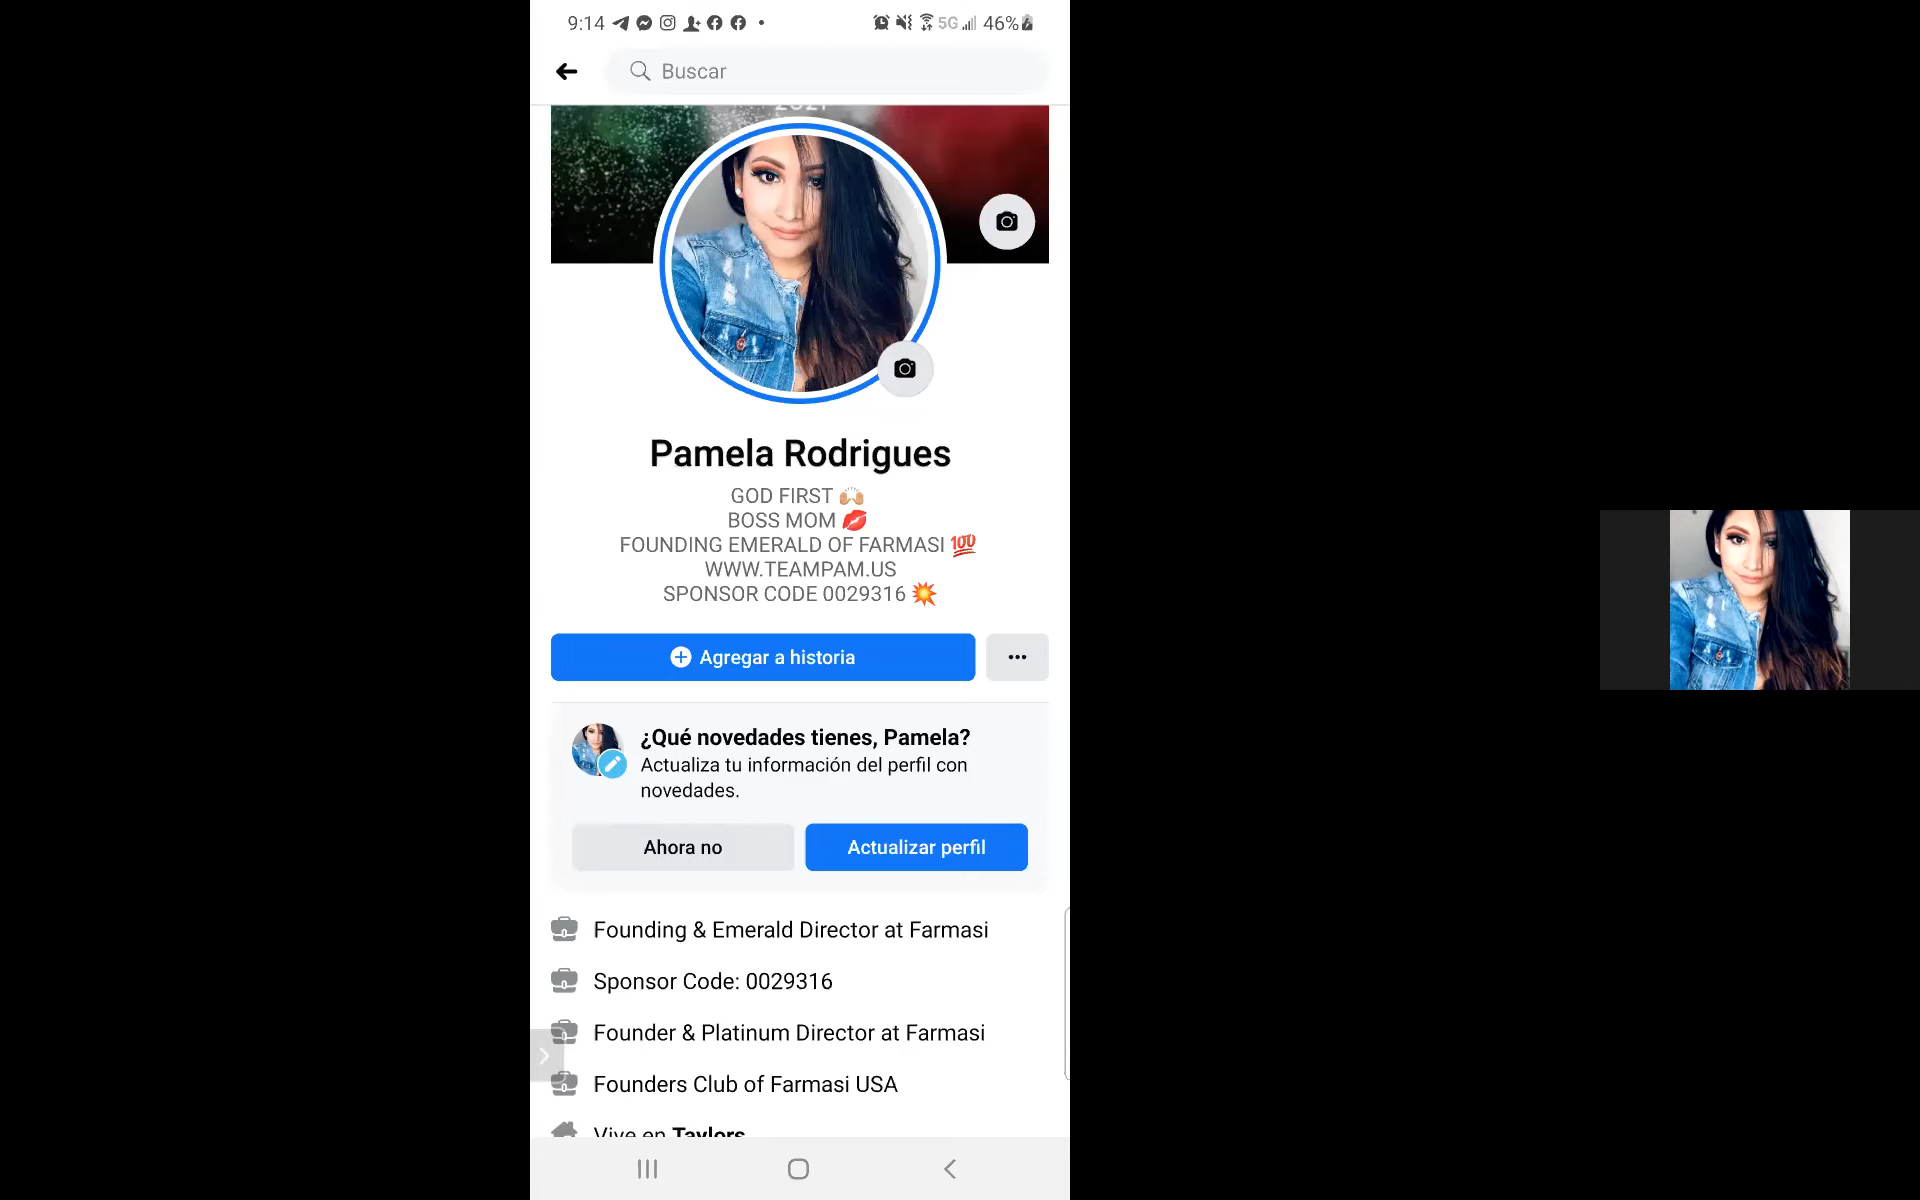 9:14 5G 46%
Buscar
2021
Pamela Rodrigues
GOD FIRST 🙌🏼
BOSS MOM 💋
FOUNDING EMERALD OF FARMASI 💯
WWW.TEAMPAM.US
SPONSOR CODE 0029316 💥
Agregar a historia
¿Qué novedades tienes, Pamela?
Actualiza tu información del perfil con
novedades.
Ahora no
Actualizar perfil
Founding & Emerald Director at Farmasi
Sponsor Code: 0029316
Founder & Platinum Director at Farmasi
Founders Club of Farmasi USA
Vive en Taylors